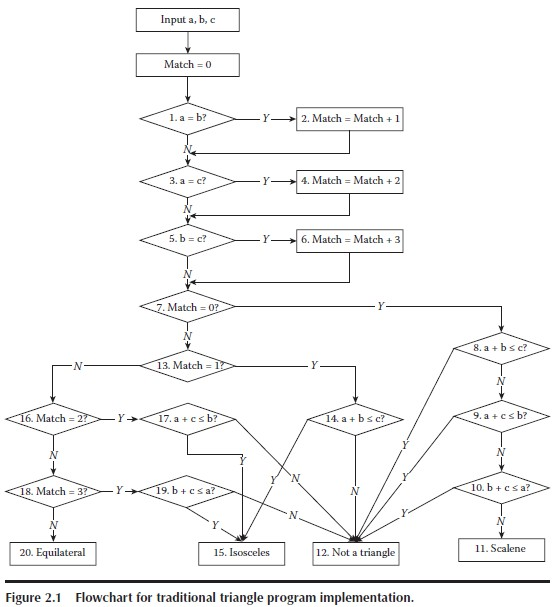 Input a, b, c
Match = 0
1. a = b?
Y
2. Match = Match + 1
N
3. a = c?
Y
4. Match = Match + 2
N
5. b = c?
Y
6. Match = Match + 3
N
7. Match = 0?
Y
N
8. a + b ≤ c?
N
13. Match = 1?
Y
N
16. Match = 2?
Y
17. a + c ≤ b?
14. a + b ≤ c?
9. a + c ≤ b?
Y
N
N
Y
Y
N
Y
18. Match = 3?
Y
19. b + c ≤ a?
N
10. b + c ≤ a?
N
Y
N
Y
N
20. Equilateral
15. Isosceles
12. Not a triangle
11. Scalene
Figure 2.1 Flowchart for traditional triangle program implementation.